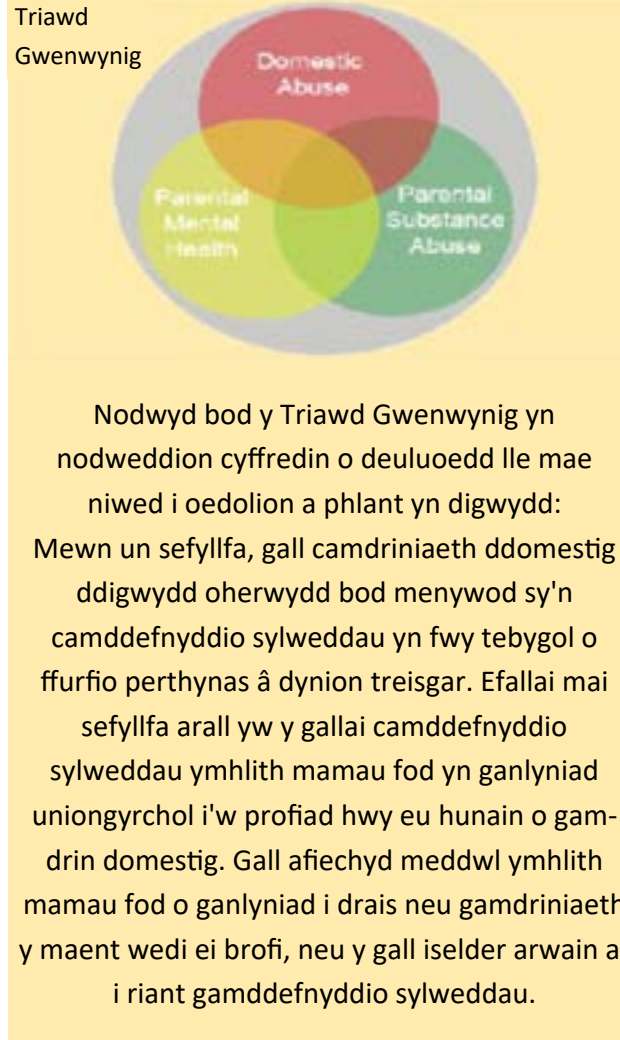 Triawd
Gwenwynig
Domestic
Abuse
Parental
Mental
Health
Parental
Substance
Abuse
Nodwyd bod y Triawd Gwenwynig yn
nodweddion cyffredin o deuluoedd lle mae
niwed i oedolion a phlant yn digwydd:
Mewn un sefyllfa, gall camdriniaeth ddomestig
ddigwydd oherwydd bod menywod sy'n
camddefnyddio sylweddau yn fwy tebygol o
ffurfio perthynas â dynion treisgar. Efallai mai
sefyllfa arall yw y gallai camddefnyddio
sylweddau ymhlith mamau fod yn ganlyniad
uniongyrchol i'w profiad hwy eu hunain o gam-
drin domestig. Gall afiechyd meddwl ymhlith
mamau fod o ganlyniad i drais neu gamdriniaeth
y maent wedi ei brofi, neu y gall iselder arwain a
i riant gamddefnyddio sylweddau.